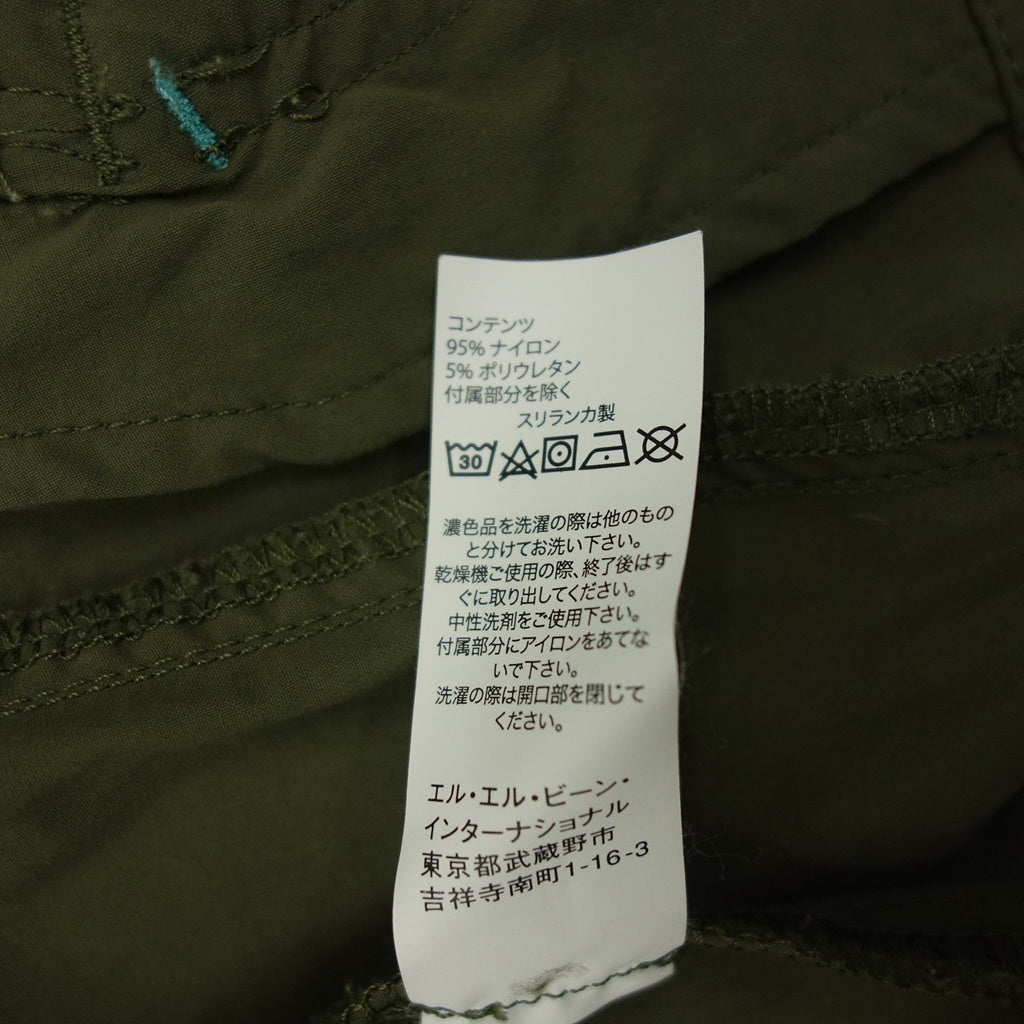 コンテンツ
95% ナイロン
5% ポリウレタン
付属部分を除く
スリランカ製
30
濃色品を洗濯の際は他のもの
と分けてお洗い下さい。
乾燥機ご使用の際、終了後はす
ぐに取り出してください。
中性洗剤をご使用下さい。
付属部分にアイロンをあてな
いで下さい。
洗濯の際は開口部を閉じて
ください。
エル・エル・ビーン・
インターナショナル
東京都武蔵野市
吉祥寺南町1-16-3